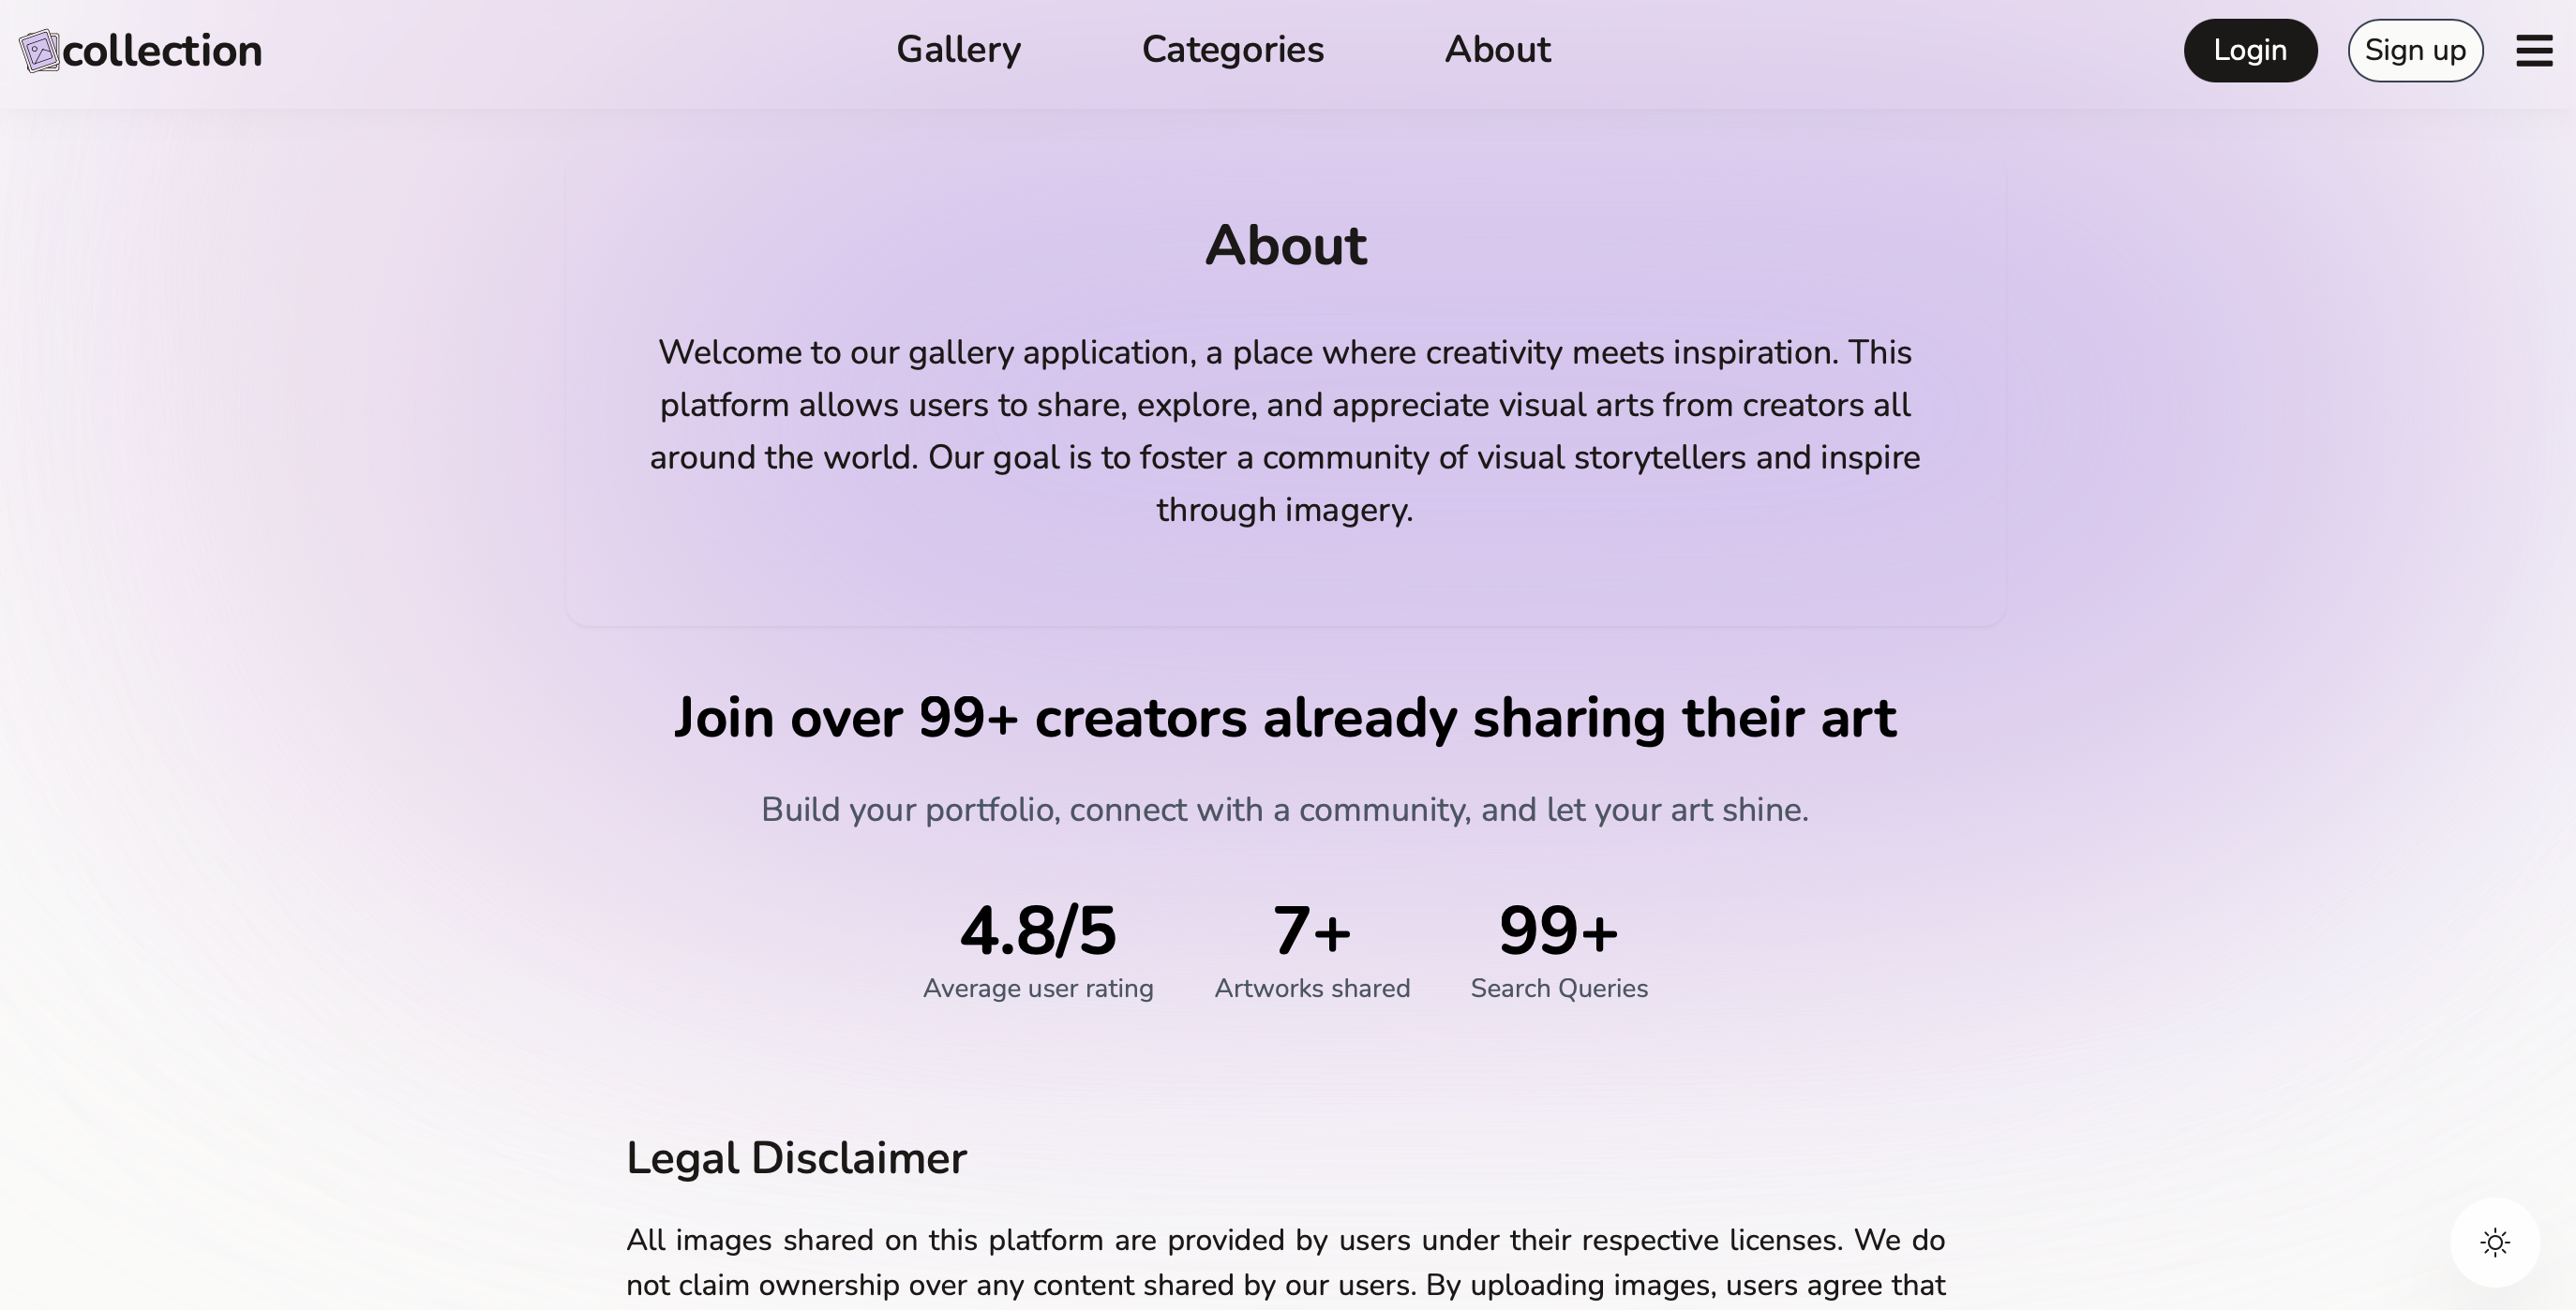 collection
Gallery
Categories
About
Login
Sign up
About
Welcome to our gallery application, a place where creativity meets inspiration. This
platform allows users to share, explore, and appreciate visual arts from creators all
around the world. Our goal is to foster a community of visual storytellers and inspire
through imagery.
Join over 99+ creators already sharing their art
Build your portfolio, connect with a community, and let your art shine.
4.8/5
Average user rating
7+
Artworks shared
99+
Search Queries
Legal Disclaimer
All images shared on this platform are provided by users under their respective licenses. We do
not claim ownership over any content shared by our users. By uploading images, users agree that